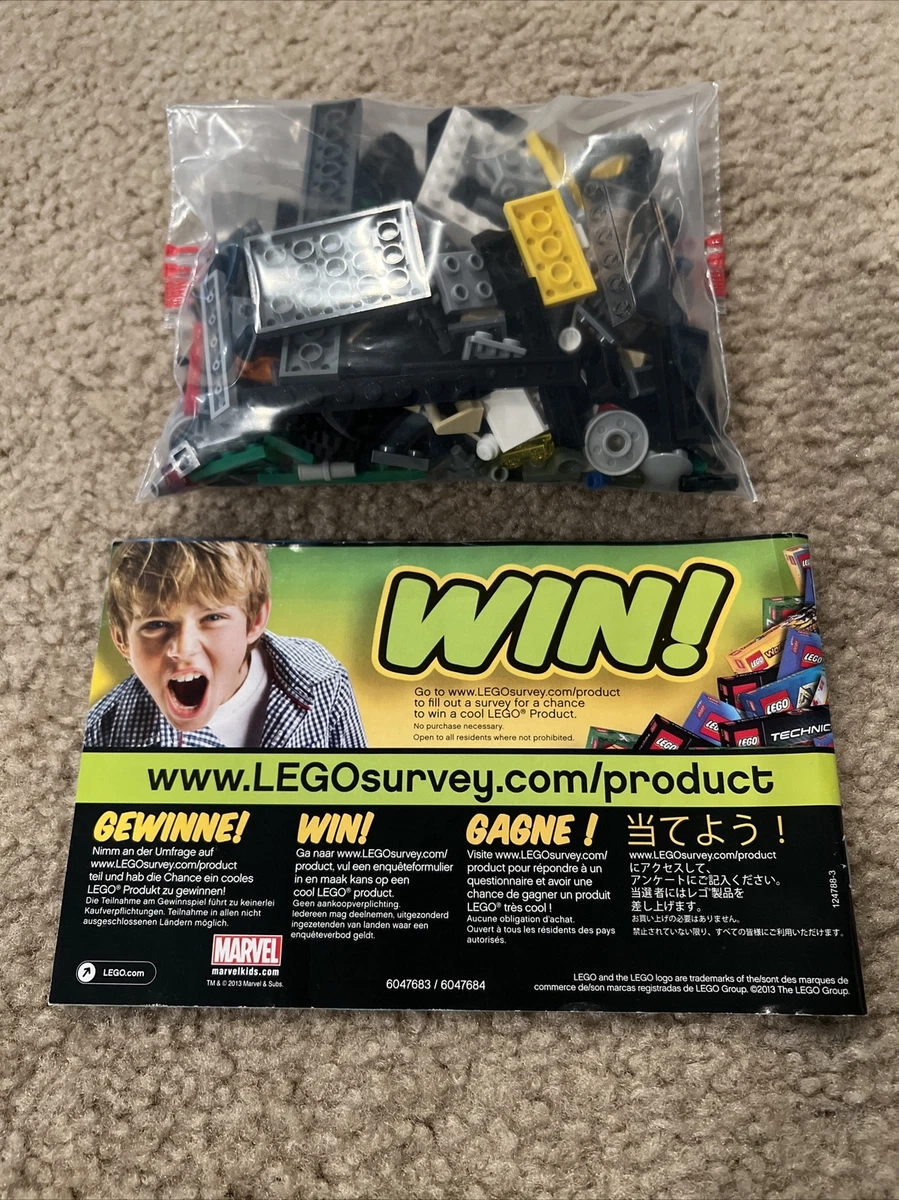 WIN!
Go to www.LEGOsurvey.com/product
to fill out a survey for a chance
to win a cool LEGO® Product.
No purchase necessary.
Open to all residents where not prohibited.
LEGO
LEGO
LEGO
LEGO
LEGO
LEGO
TECHNIC
www.LEGOsurvey.com/product
GEWINNE!
Nimm an der Umfrage auf
www.LEGOsurvey.com/product
teil und hab die Chance ein cooles
LEGO® Produkt zu gewinnen!
Die Teilnahme am Gewinnspiel führt zu keinerlei
Kaufverpflichtungen. Teilnahme in allen nicht
ausgeschlossenen Ländern möglich.
WIN!
Ga naar www.LEGOsurvey.com/
product, vul een enquêteformulier
in en maak kans op een
cool LEGO® product.
Geen aankoopverplichting.
Iedereen mag deelnemen, uitgezonderd
ingezetenen van landen waar een
enquêteverbod geldt.
GAGNE !
Visite www.LEGOsurvey.com/
product pour répondre à un
questionnaire et avoir une
chance de gagner un produit
LEGO® très cool !
Aucune obligation d'achat.
Ouvert à tous les résidents des pays
autorisés.
当てよう！
www.LEGOsurvey.com/product
にアクセスして、
アンケートにご記入ください。
当選者にはレゴ®製品を
差し上げます。
お買い上げの必要はありません。
禁止されていない限り、すべての皆様にご利用いただけます。
124788-3
LEGO.com
MARVEL
marvelkids.com
TM & © 2013 Marvel & Subs.
6047683 / 6047684
LEGO and the LEGO logo are trademarks of the/sont des marques de
commerce de/son marcas registradas de LEGO Group. ©2013 The LEGO Group.